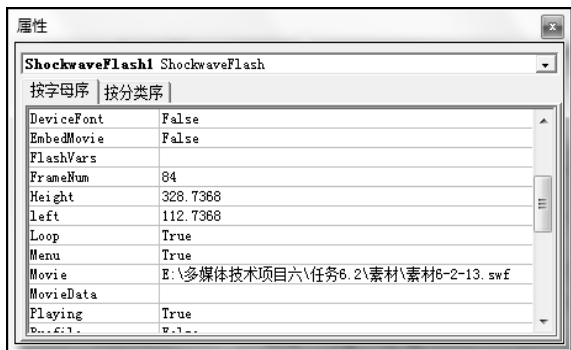 属性
x
ShockwaveFlash1 ShockwaveFlash
按字母序 按分类序
DeviceFont False
EmbedMovie False
FlashVars
FrameNum 84
Height 328.7368
left 112.7368
Loop True
Menu True
Movie E:\多媒体技术项目六\任务6.2\素材\素材6-2-13.swf
MovieData
Playing True